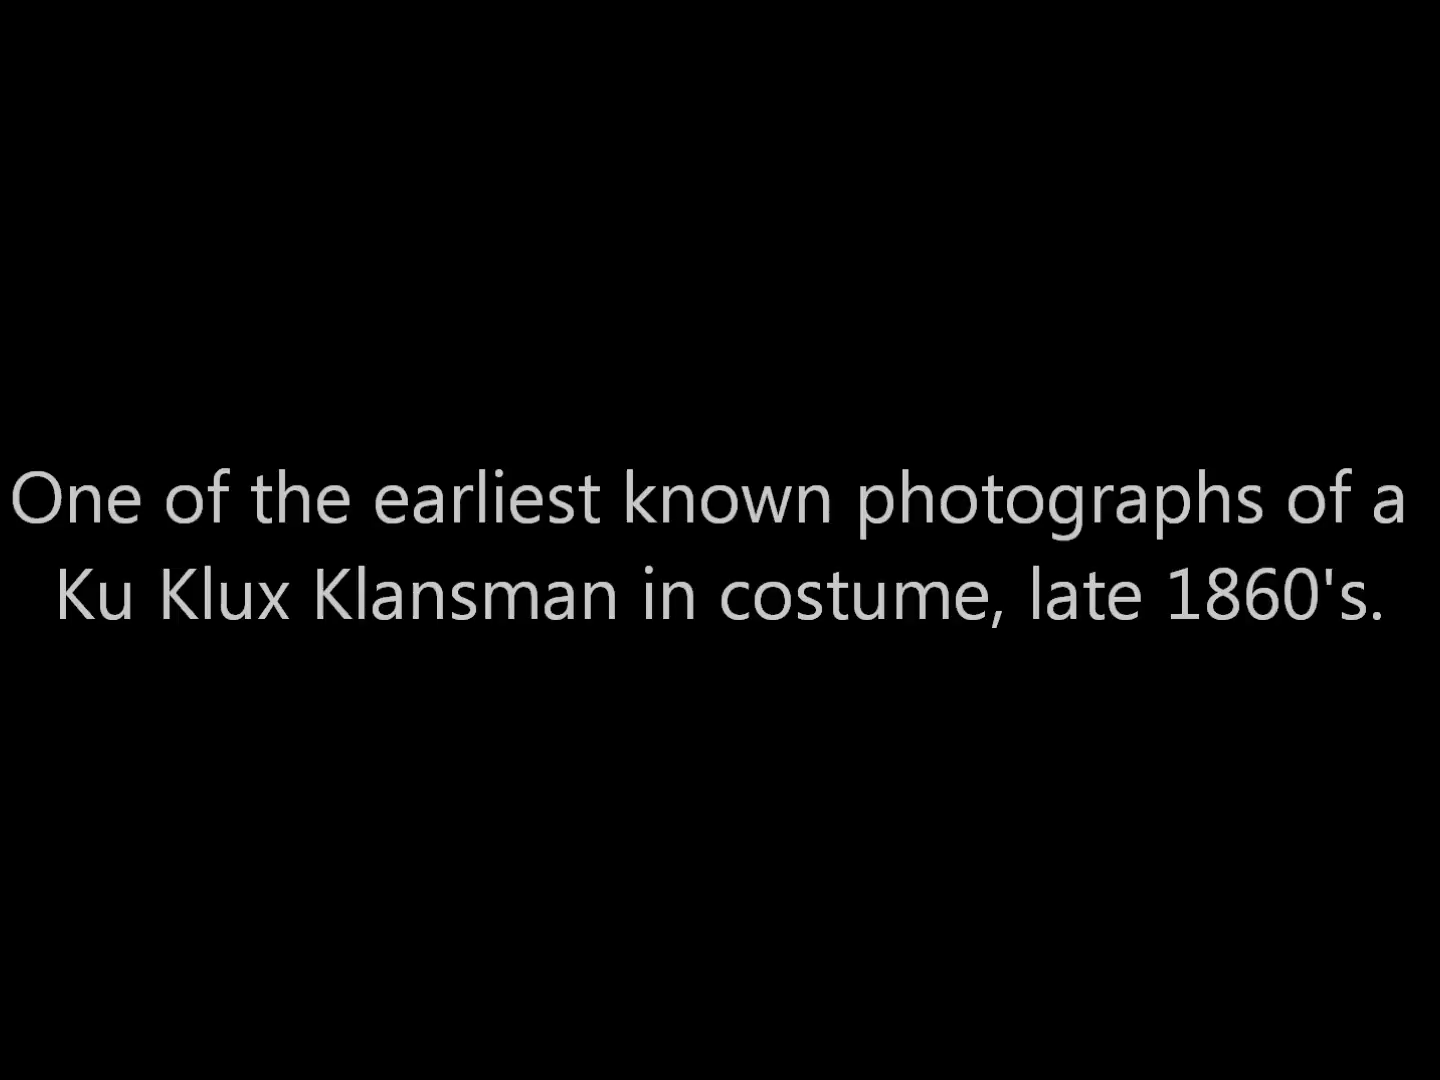 One of the earliest known photographs of a
Ku Klux Klansman in costume, late 1860's.